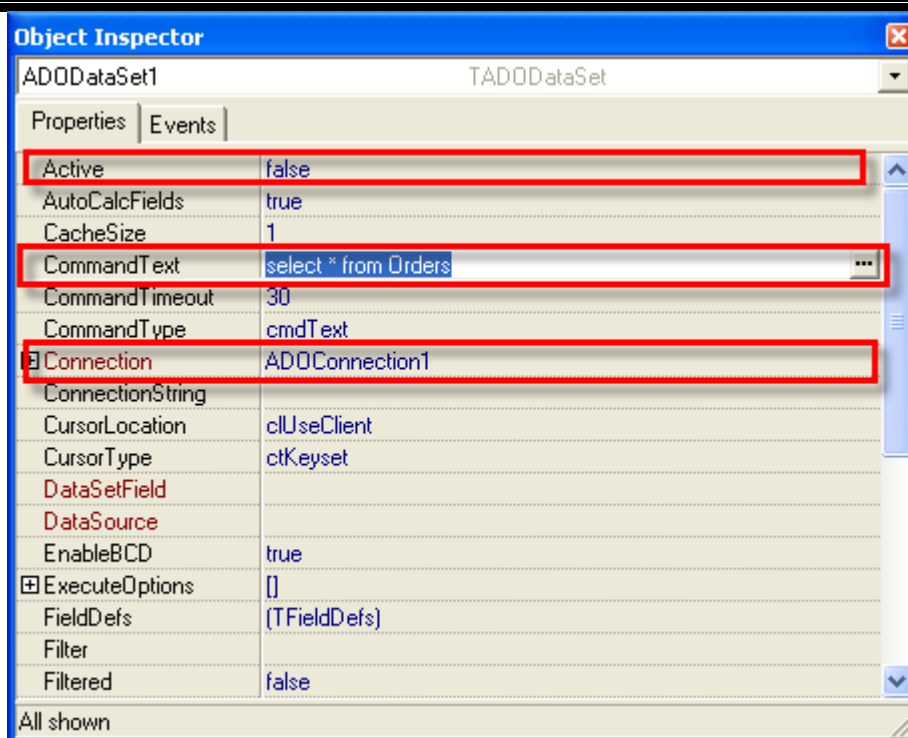 Object Inspector
ADODataSet1 TADODataSet
Properties Events
Active false
AutoCalcFields true
CacheSize 1
CommandText select * from Orders ...
CommandTimeout 30
CommandType cmdText
Connection ADOConnection1
ConnectionString
CursorLocation clUseClient
CursorType ctKeyset
DataSetField
DataSource
EnableBCD true
ExecuteOptions []
FieldDefs (TFieldDefs)
Filter
Filtered false
All shown